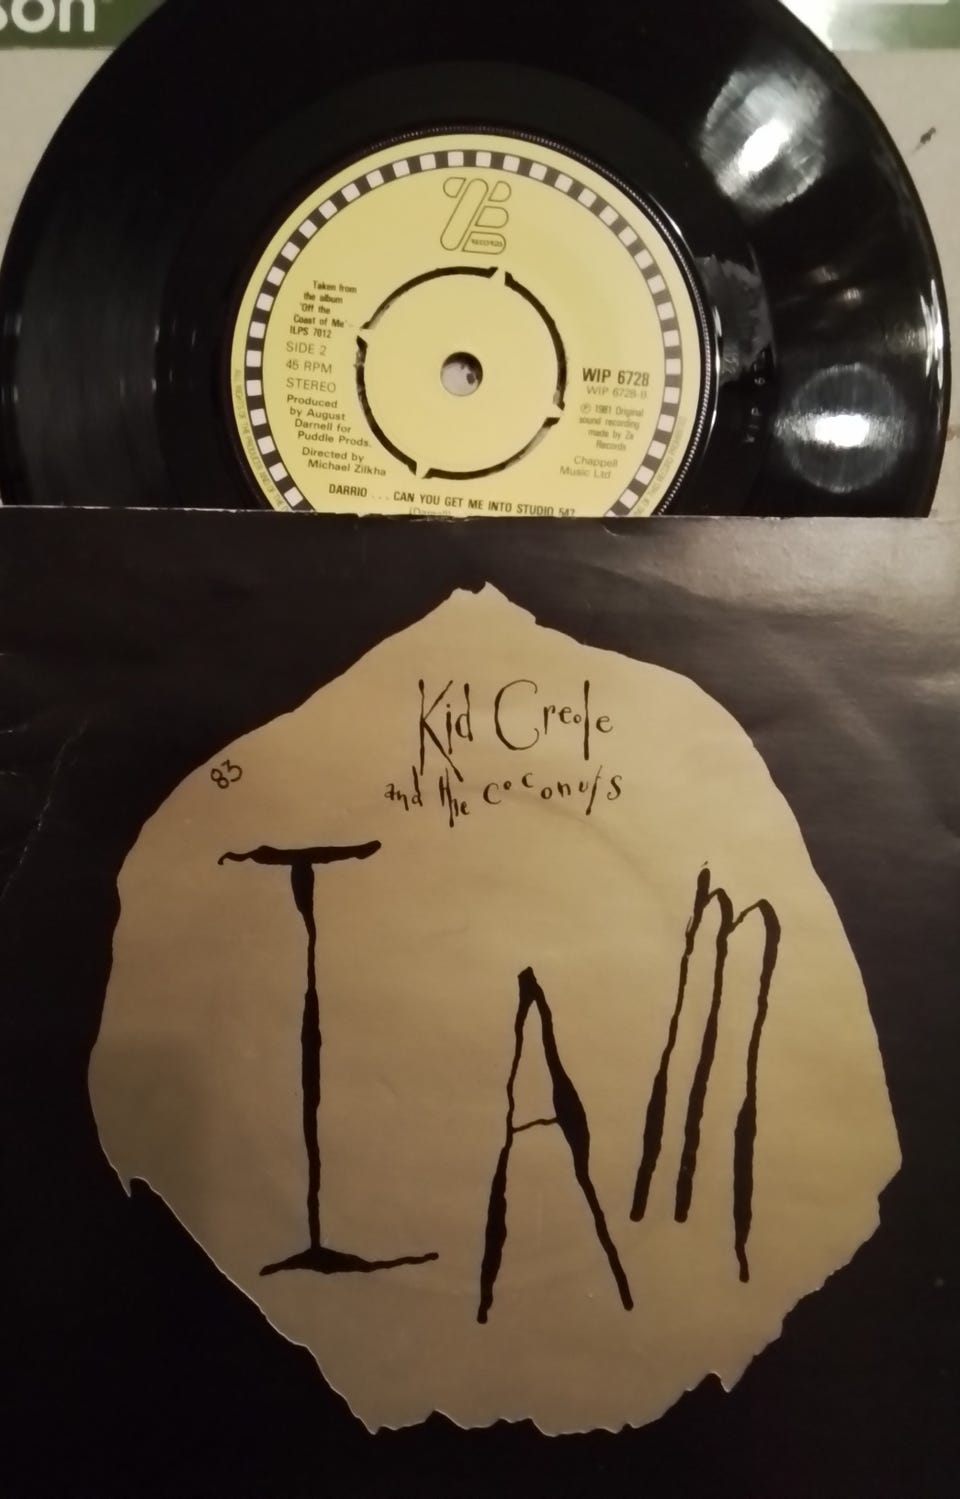 son
ZE
RECORDS
Taken from
the album
'Off the
Coast of Me' -
ILPS 7012
SIDE 2
45 RPM
STEREO
Produced
by August
Darnell for
Puddle Prods.
Directed by
Michael Zilkha
WIP 6728
WIP 6728-B
℗ 1981 Original
sound recording
made by Ze
Records
Chappell
Music Ltd.
DARRIO ... CAN YOU GET ME INTO STUDIO 54?
(Darnell)
Kid Creole
and the coconuts
83
I AM